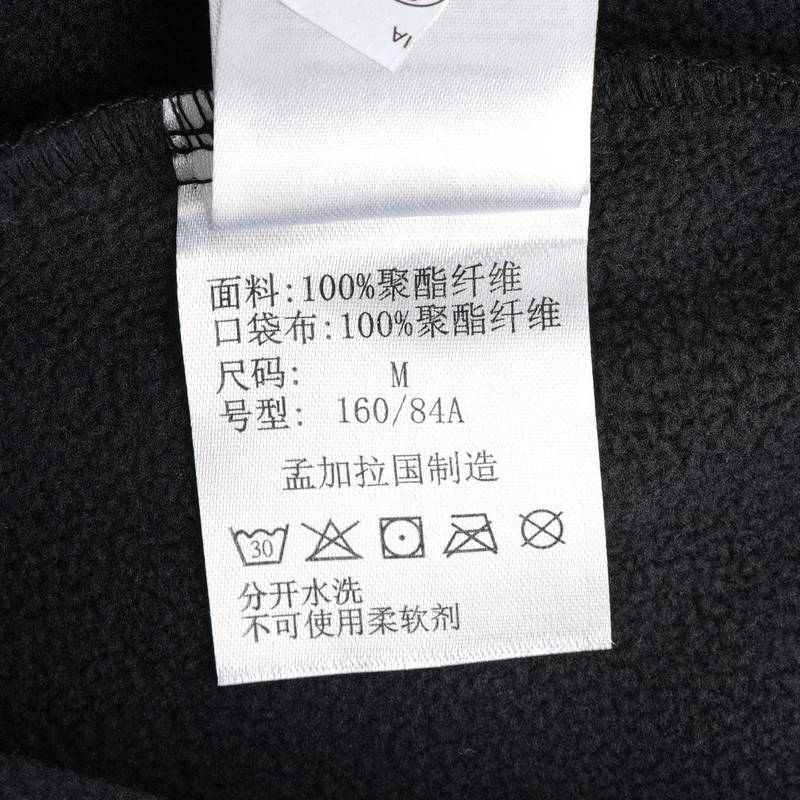 面料:100%聚酯纤维
口袋布:100%聚酯纤维
尺码: M
号型: 160/84A
孟加拉国制造
30
分开水洗
不可使用柔软剂